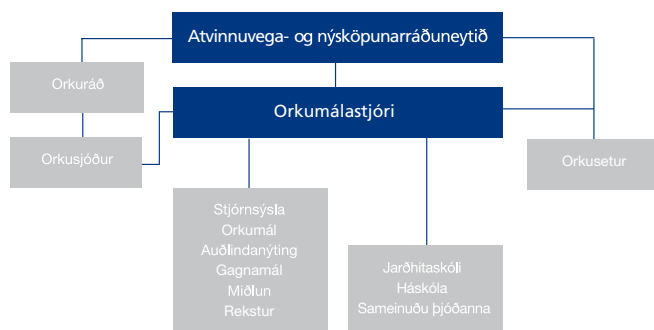 Atvinnuvega- og nýsköpunarráðuneytið
Orkuráð
Orkumálastjóri
Orkusjóður
Orkusetur
Stjórnsýsla
Orkumál
Auðlindanýting
Gagnamál
Miðlun
Rekstur
Jarðhitaskóli
Háskóla
Sameinuðu þjóðanna